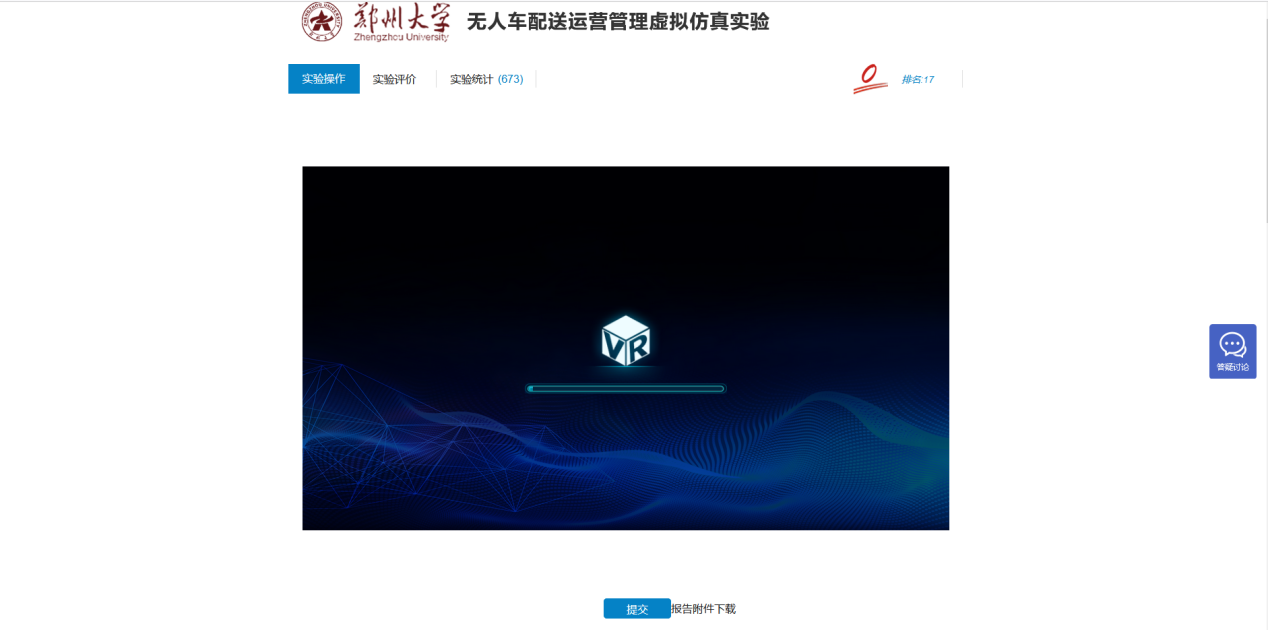 郑州大学
Zhengzhou University
无人车配送运营管理虚拟仿真实验
实验操作 实验评价 实验统计 (673)
0 排名:17
VR
答疑讨论
提交 报告附件下载